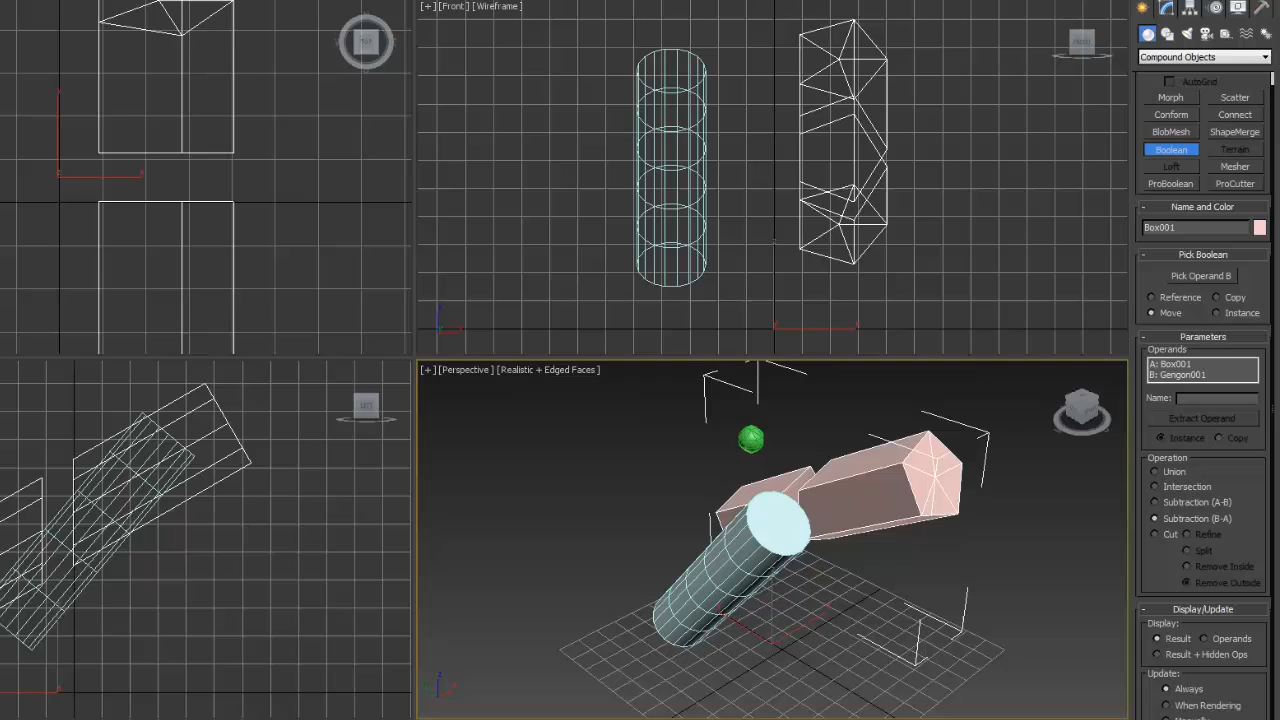 [+] [Front] [Wireframe]
TOP
FRONT
LEFT
[+] [Perspective] [Realistic + Edged Faces]
Compound Objects
AutoGrid
Morph Scatter
Conform Connect
BlobMesh ShapeMerge
Boolean Terrain
Loft Mesher
ProBoolean ProCutter
- Name and Color
Box001
- Pick Boolean
Pick Operand B
Reference Copy
Move Instance
- Parameters
Operands
A: Box001
B: Gengon001
Name:
Extract Operand
Instance Copy
Operation
Union
Intersection
Subtraction (A-B)
Subtraction (B-A)
Cut Refine
Split
Remove Inside
Remove Outside
- Display/Update
Display:
Result Operands
Result + Hidden Ops
Update:
Always
When Rendering